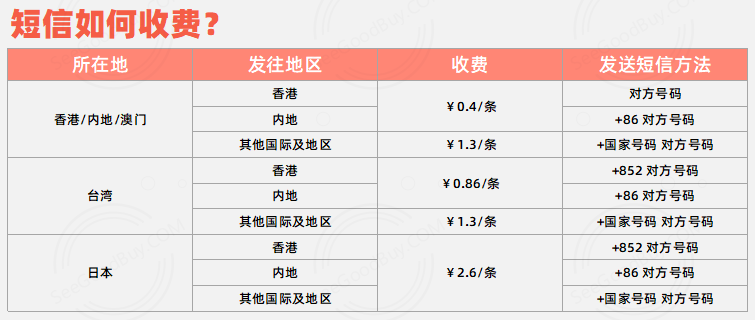 短信如何收费？
所在地 发往地区 收费 发送短信方法
香港/内地/澳门 香港 ￥0.4/条 对方号码
内地 +86 对方号码
其他国际及地区 ￥1.3/条 +国家号码 对方号码
台湾 香港 ￥0.86/条 +852 对方号码
内地 +86 对方号码
其他国际及地区 ￥1.3/条 +国家号码 对方号码
日本 香港 ￥2.6/条 +852 对方号码
内地 +86 对方号码
其他国际及地区 +国家号码 对方号码